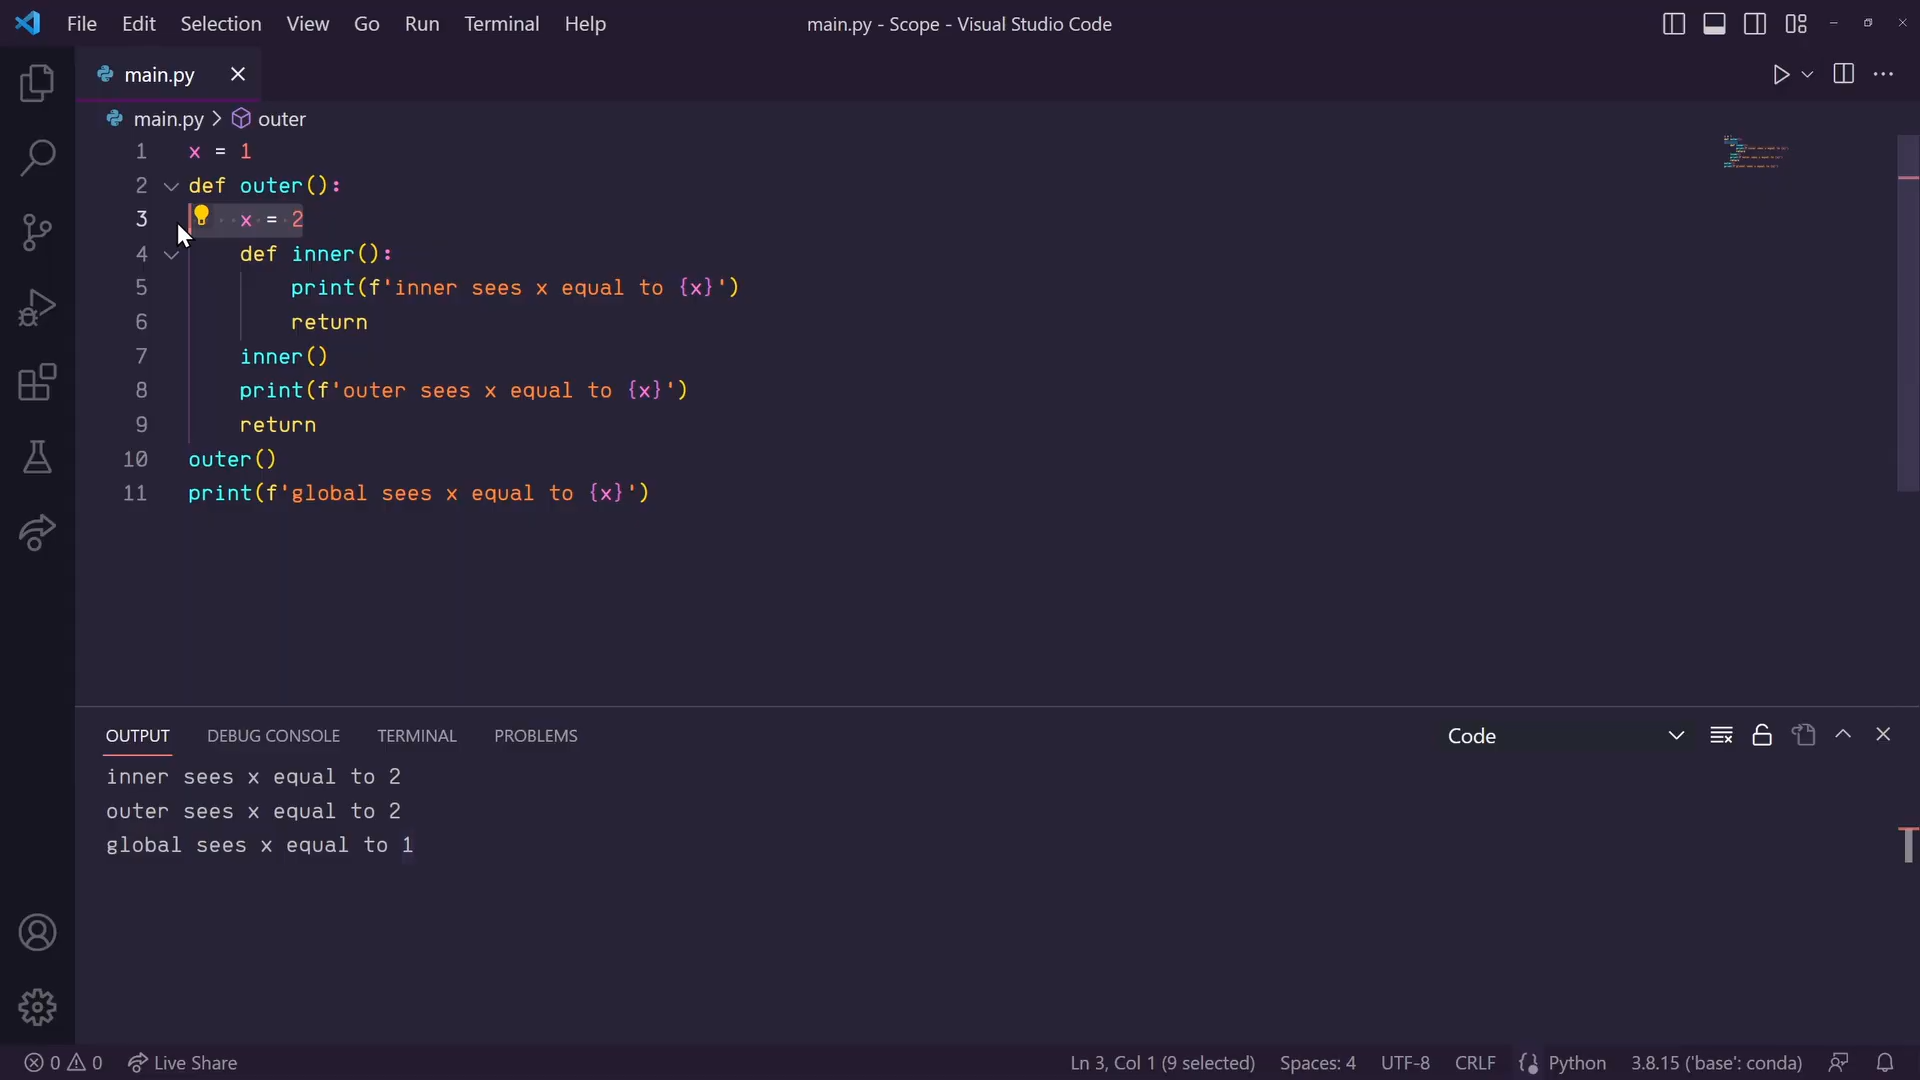 File Edit Selection View Go Run Terminal Help main.py - Scope - Visual Studio Code
main.py
main.py > outer
1 x = 1
2 def outer():
3     x = 2
4     def inner():
5         print(f'inner sees x equal to {x}')
6         return
7     inner()
8     print(f'outer sees x equal to {x}')
9     return
10 outer()
11 print(f'global sees x equal to {x}')
OUTPUT DEBUG CONSOLE TERMINAL PROBLEMS Code
inner sees x equal to 2
outer sees x equal to 2
global sees x equal to 1
0 0 Live Share Ln 3, Col 1 (9 selected) Spaces: 4 UTF-8 CRLF Python 3.8.15 ('base': conda)